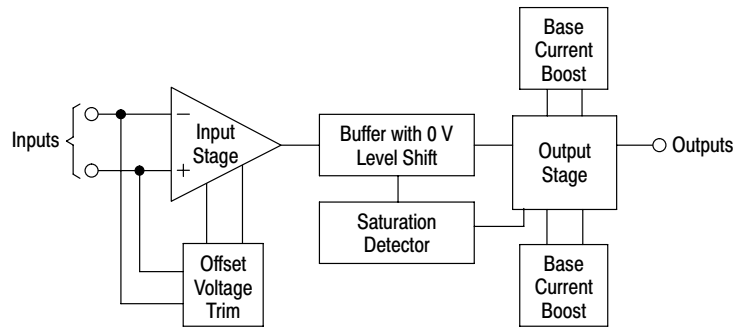 Base
Current
Boost
Inputs
−
+
Input
Stage
Buffer with 0 V
Level Shift
Output
Stage
Outputs
Saturation
Detector
Offset
Voltage
Trim
Base
Current
Boost